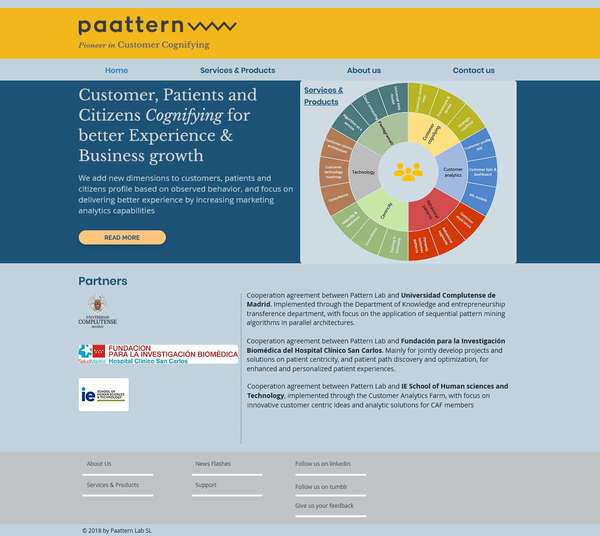 paattern
Pioneer in Customer Cognifying
Home
Services & Products
About us
Contact us
Customer, Patients and
Citizens Cognifying for
better Experience &
Business growth
We add new dimensions to customers, patients and
citizens profile based on observed behavior, and focus on
delivering better experience by increasing marketing
analytics capabilities
READ MORE
Services &
Products
Customer
cognifying
Customer
analytics
Centricity
Technology
Partners
UNIVERSIDAD
COMPLUTENSE
MADRID
FUNDACION
PARA LA INVESTIGACIÓN BIOMÉDICA
Hospital Clínico San Carlos
ie
SCHOOL OF
HUMAN SCIENCES
& TECHNOLOGY
Cooperation agreement between Pattern Lab and Universidad Complutense de
Madrid. Implemented through the Department of Knowledge and entrepreneurship
transference department, with focus on the application of sequential pattern mining
algorithms in parallel architectures.
Cooperation agreement between Pattern Lab and Fundación para la Investigación
Biomédica del Hospital Clínico San Carlos. Mainly for jointly develop projects and
solutions on patient centricity, and patient path discovery and optimization, for
enhanced and personalized patient experiences.
Cooperation agreement between Pattern Lab and IE School of Human sciences and
Technology, implemented through the Customer Analytics Farm, with focus on
innovative customer centric ideas and analytic solutions for CAF members
About Us
News Flashes
Follow us on linkedin
Services & Products
Support
Follow us on tumblr
Give us your feedback
© 2018 by Paattern Lab SL